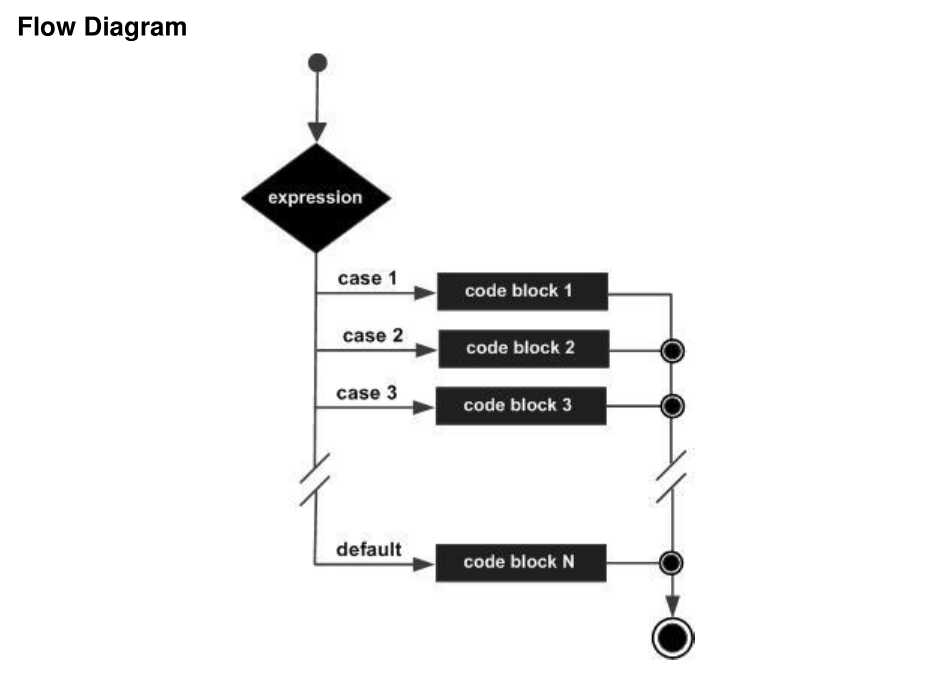 Flow Diagram
expression
case 1
code block 1
case 2
code block 2
case 3
code block 3
default
code block N